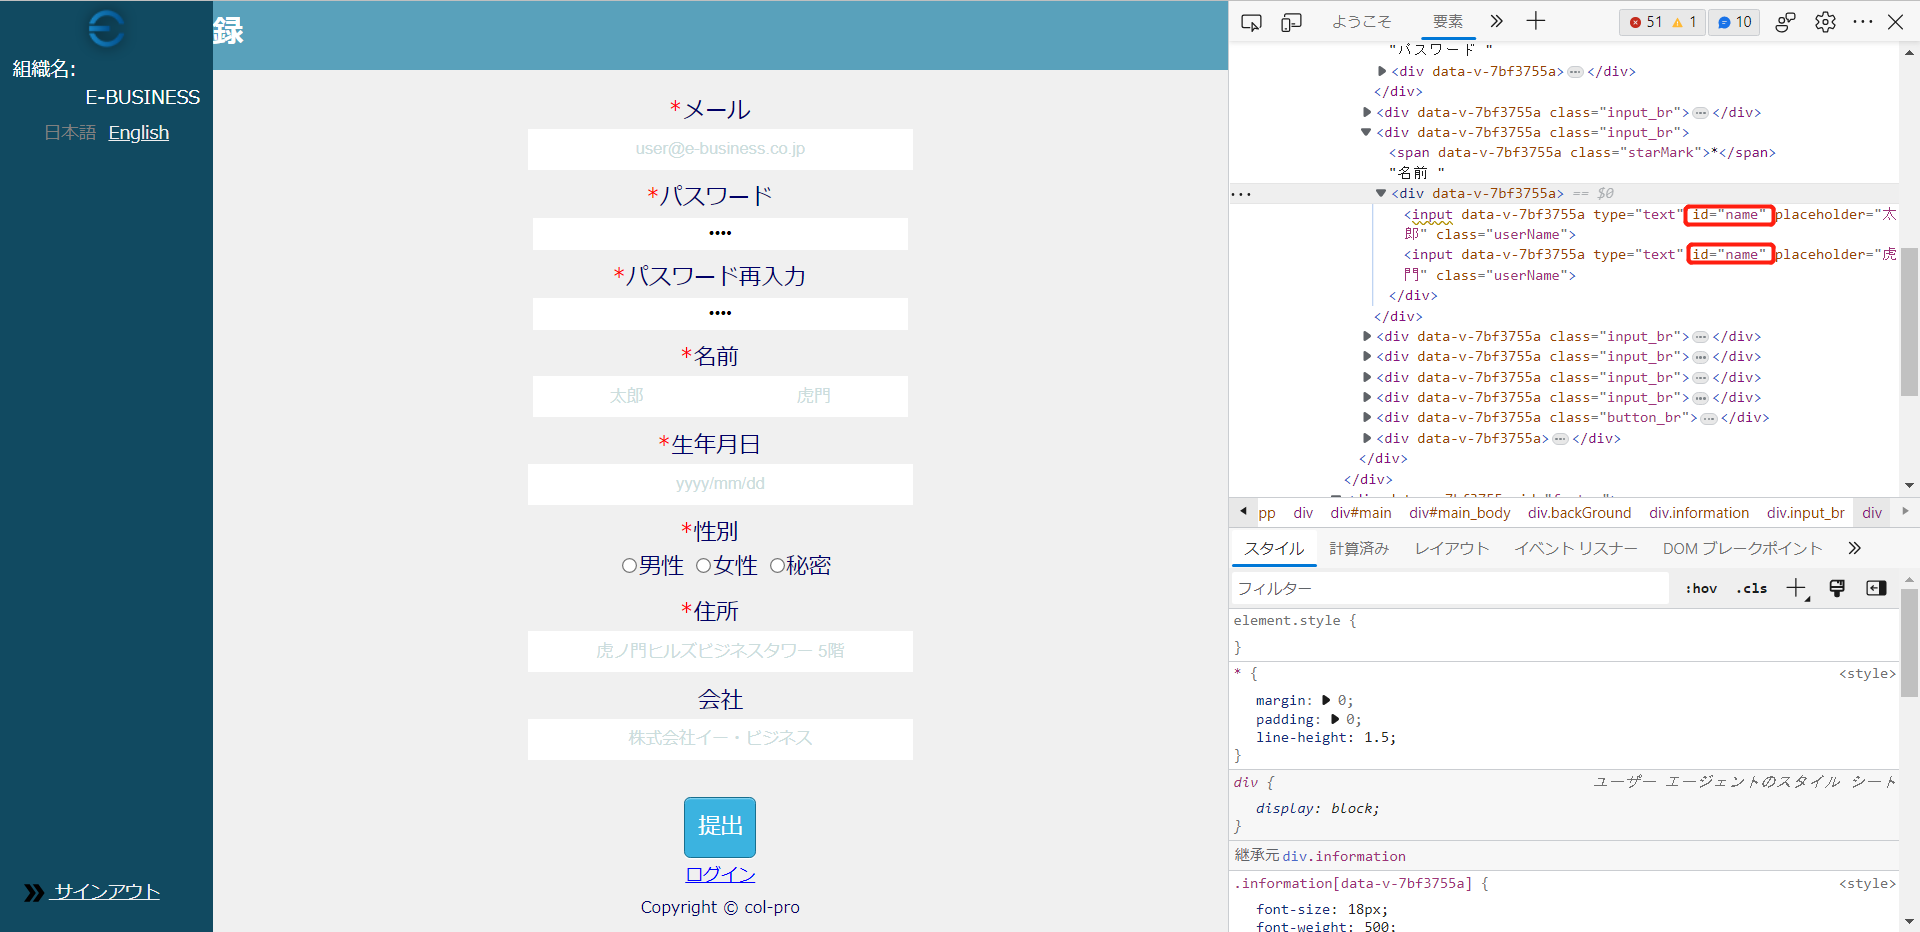 録
組織名:
E-BUSINESS
日本語 English
サインアウト
*メール
user@e-business.co.jp
*パスワード
••••
*パスワード再入力
••••
*名前
太郎 虎門
*生年月日
yyyy/mm/dd
*性別
男性 女性 秘密
*住所
虎ノ門ヒルズビジネスタワー 5階
会社
株式会社イー・ビジネス
提出
ログイン
Copyright © col-pro
ようこそ 要素 51 1 10
"パスワード "
<div data-v-7bf3755a>…</div>
</div>
<div data-v-7bf3755a class="input_br">…</div>
<div data-v-7bf3755a class="input_br">
<span data-v-7bf3755a class="starMark">*</span>
"名前 "
… <div data-v-7bf3755a> == $0
<input data-v-7bf3755a type="text" id="name" placeholder="太
郎" class="userName">
<input data-v-7bf3755a type="text" id="name" placeholder="虎
門" class="userName">
</div>
</div>
<div data-v-7bf3755a class="input_br">…</div>
<div data-v-7bf3755a class="input_br">…</div>
<div data-v-7bf3755a class="input_br">…</div>
<div data-v-7bf3755a class="input_br">…</div>
<div data-v-7bf3755a class="button_br">…</div>
<div data-v-7bf3755a>…</div>
</div>
</div>
pp div div#main div#main_body div.backGround div.information div.input_br div
スタイル 計算済み レイアウト イベント リスナー DOM ブレークポイント
フィルター :hov .cls
element.style {
}
* { <style>
margin: 0;
padding: 0;
line-height: 1.5;
}
div { ユーザー エージェントのスタイル シート
display: block;
}
継承元 div.information
.information[data-v-7bf3755a] { <style>
font-size: 18px;
font-weight: 500;